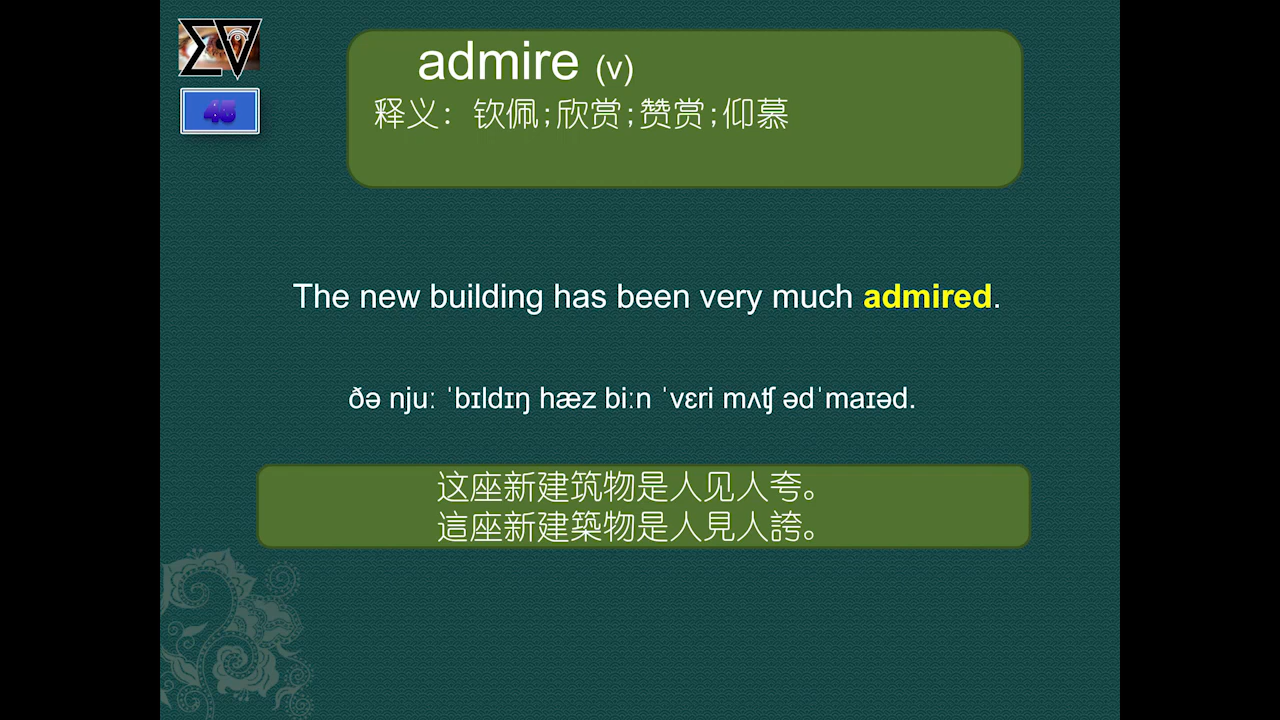 admire (v)
释义：钦佩;欣赏;赞赏;仰慕
45
The new building has been very much admired.
ðə njuː ˈbɪldɪŋ hæz biːn ˈvɛri mʌʧ ədˈmaɪəd.
这座新建筑物是人见人夸。
這座新建築物是人見人誇。